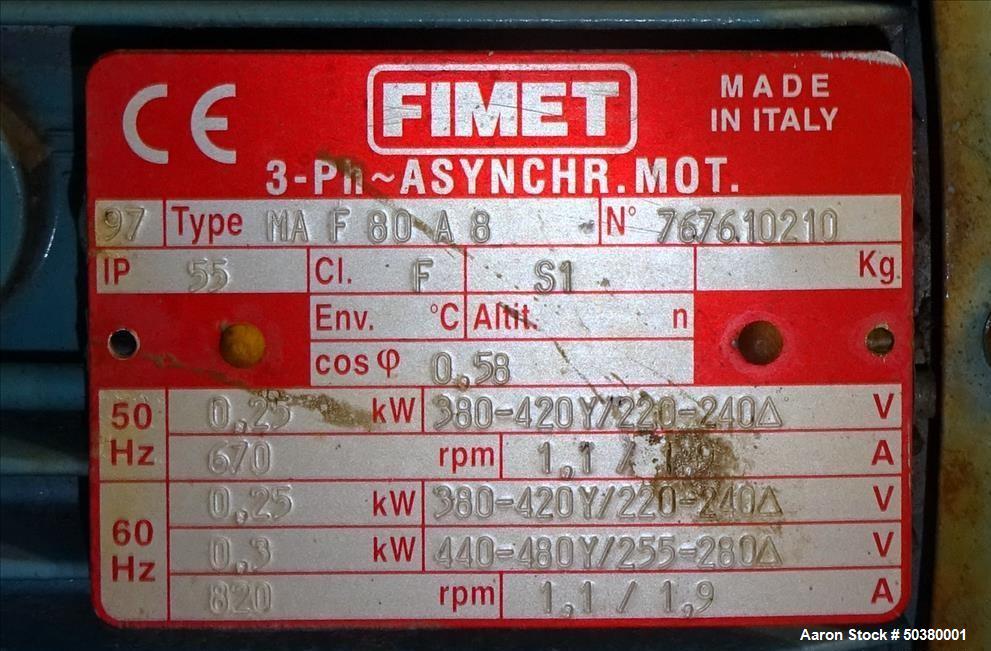 CE FIMET MADE IN ITALY
3-Ph~ASYNCHR.MOT.
97 Type MA F 80 A 8 N° 767610210
IP 55 Cl. F S1 Kg
Env. °C Altit. n
cos φ 0,58
50 Hz 0,25 kW 380-420Y/220-240Δ V
670 rpm 1,1 / 1,9 A
60 Hz 0,25 kW 380-420Y/220-240Δ V
0,3 kW 440-480Y/255-280Δ V
820 rpm 1,1 / 1,9 A
Aaron Stock # 50380001